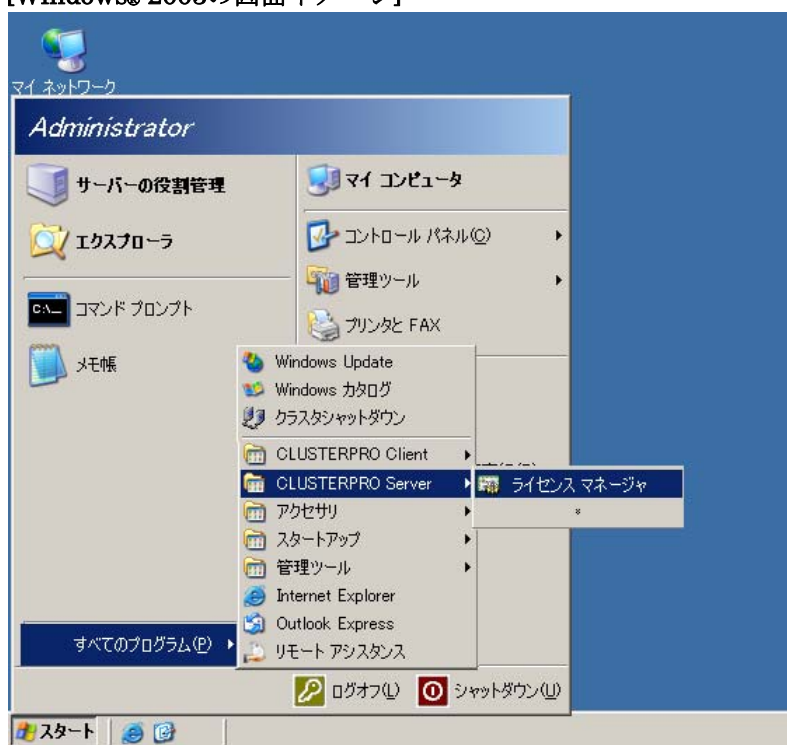 マイ ネットワーク
Administrator
サーバーの役割管理
エクスプローラ
コマンド プロンプト
メモ帳
マイ コンピュータ
コントロール パネル(C)
管理ツール
プリンタと FAX
Windows Update
Windows カタログ
クラスタシャットダウン
CLUSTERPRO Client
CLUSTERPRO Server
ライセンス マネージャ
アクセサリ
スタートアップ
管理ツール
Internet Explorer
Outlook Express
リモート アシスタンス
すべてのプログラム(P)
ログオフ(L)
シャットダウン(U)
スタート